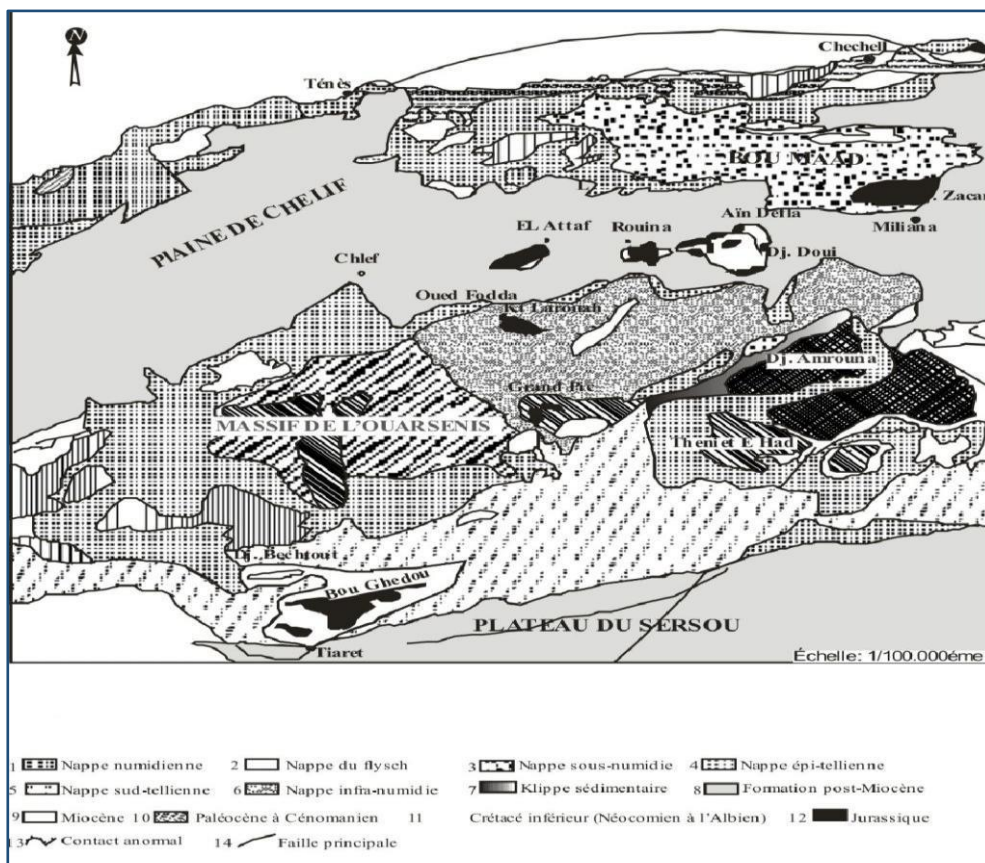 N
Chechell
Ténès
BOU MAAD
Zacar
PlAINE DE CHELIF
EL Attaf
Rouina
Aïn Defla
Miliana
Dj. Doui
Chlef
Oued Fodda
Kt Larouah
Dj. Amrouna
Grand Pic
MASSIF DE L'OUARSENIS
Theniet E Had
Dj. Bechtout
Bou Ghedou
PLATEAU DU SERSOU
Tiaret
Échelle: 1/100.000éme
1 Nappe numidienne 2 Nappe du flysch 3 Nappe sous-numidie 4 Nappe épi-tellienne
5 Nappe sud-tellienne 6 Nappe infra-numidie 7 Klippe sédimentaire 8 Formation post-Miocène
9 Miocène 10 Paléocène à Cénomanien 11 Crétacé inférieur (Néocomien à l'Albien) 12 Jurassique
13 Contact anormal 14 Faille principale